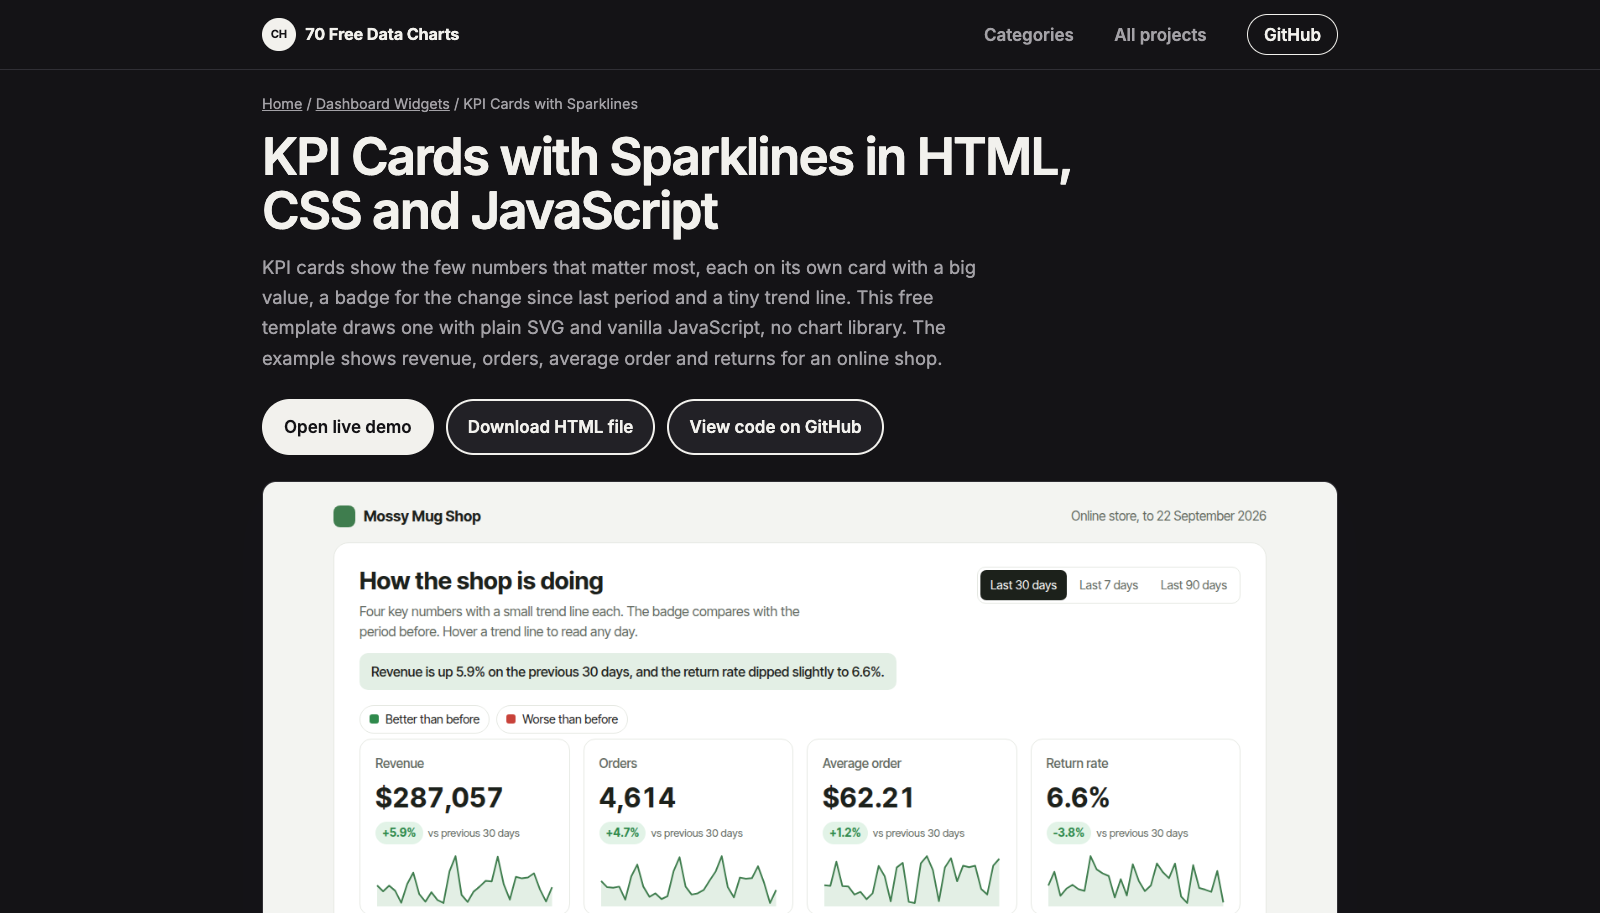 CH 70 Free Data Charts
Categories All projects GitHub
Home / Dashboard Widgets / KPI Cards with Sparklines
KPI Cards with Sparklines in HTML,
CSS and JavaScript
KPI cards show the few numbers that matter most, each on its own card with a big
value, a badge for the change since last period and a tiny trend line. This free
template draws one with plain SVG and vanilla JavaScript, no chart library. The
example shows revenue, orders, average order and returns for an online shop.
Open live demo Download HTML file View code on GitHub
Mossy Mug Shop Online store, to 22 September 2026
How the shop is doing
Last 30 days Last 7 days Last 90 days
Four key numbers with a small trend line each. The badge compares with the
period before. Hover a trend line to read any day.
Revenue is up 5.9% on the previous 30 days, and the return rate dipped slightly to 6.6%.
Better than before Worse than before
Revenue
$287,057
+5.9% vs previous 30 days
Orders
4,614
+4.7% vs previous 30 days
Average order
$62.21
+1.2% vs previous 30 days
Return rate
6.6%
-3.8% vs previous 30 days